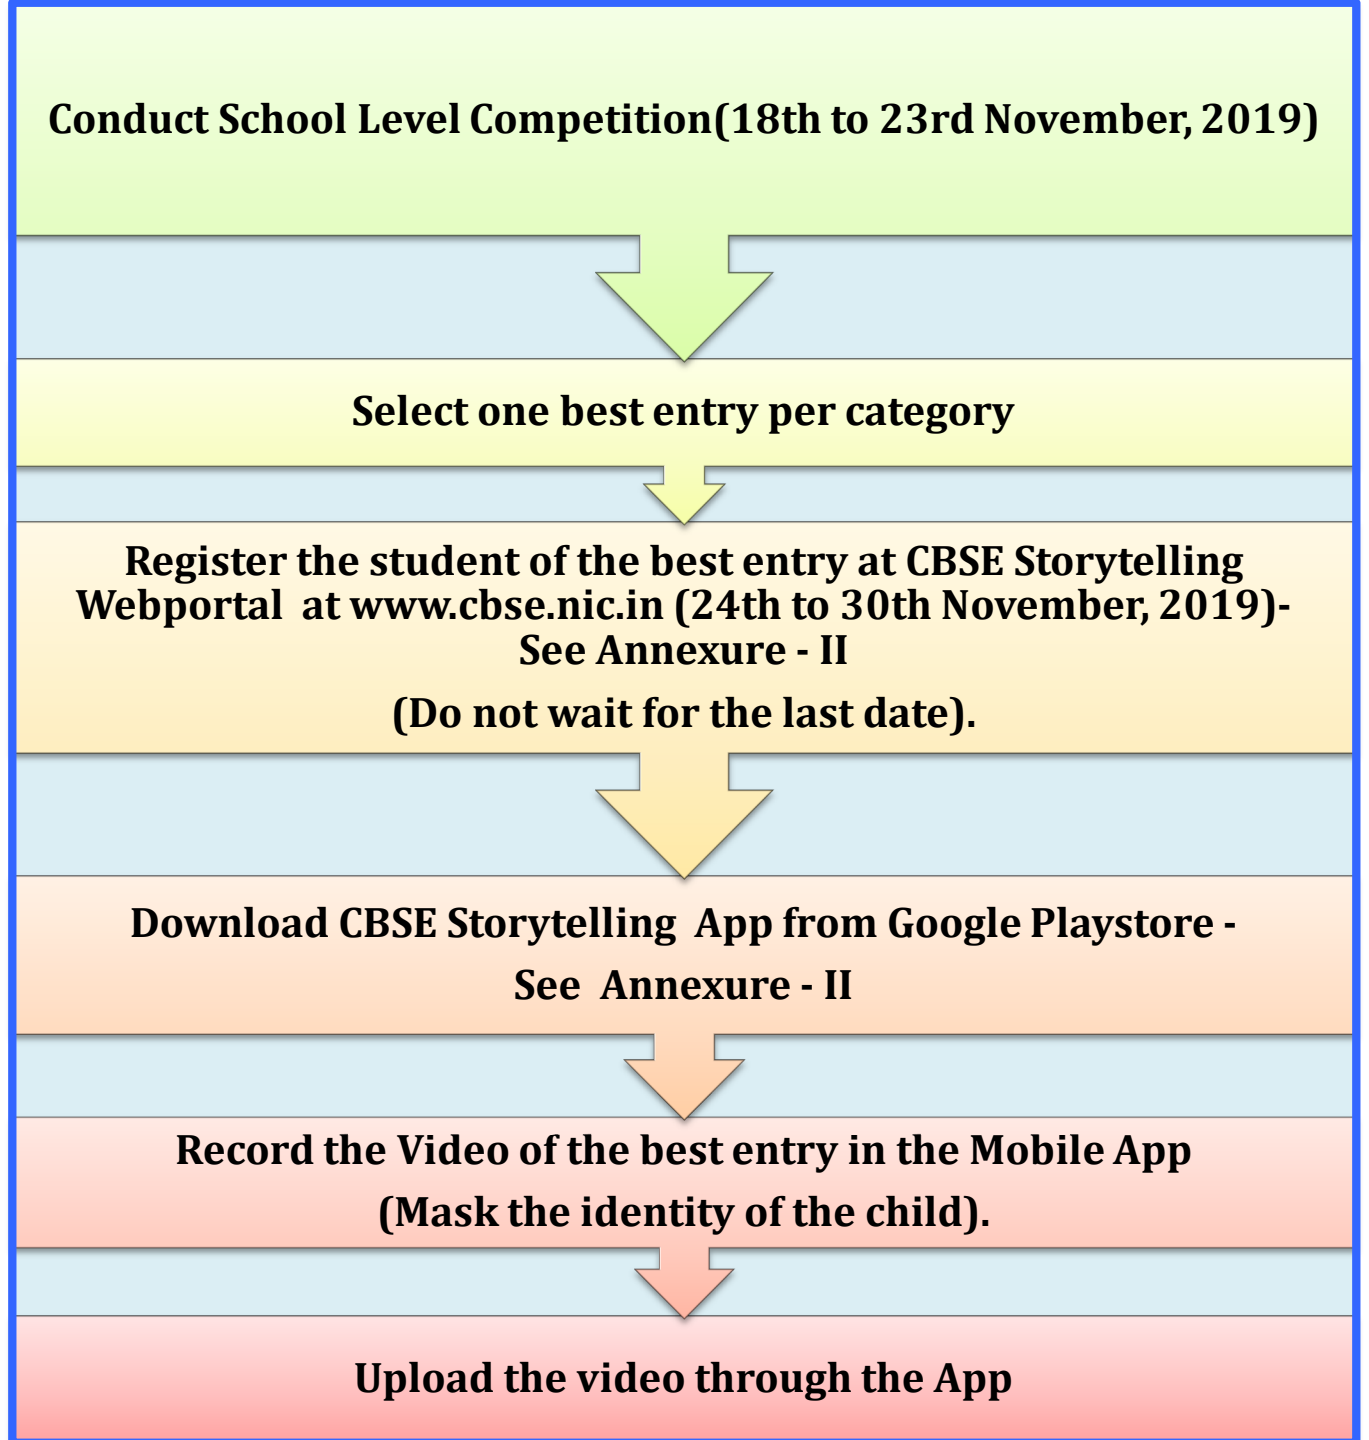 Conduct School Level Competition(18th to 23rd November, 2019)
Select one best entry per category
Register the student of the best entry at CBSE Storytelling
Webportal at www.cbse.nic.in (24th to 30th November, 2019)-
See Annexure - II
(Do not wait for the last date).
Download CBSE Storytelling App from Google Playstore -
See Annexure - II
Record the Video of the best entry in the Mobile App
(Mask the identity of the child).
Upload the video through the App